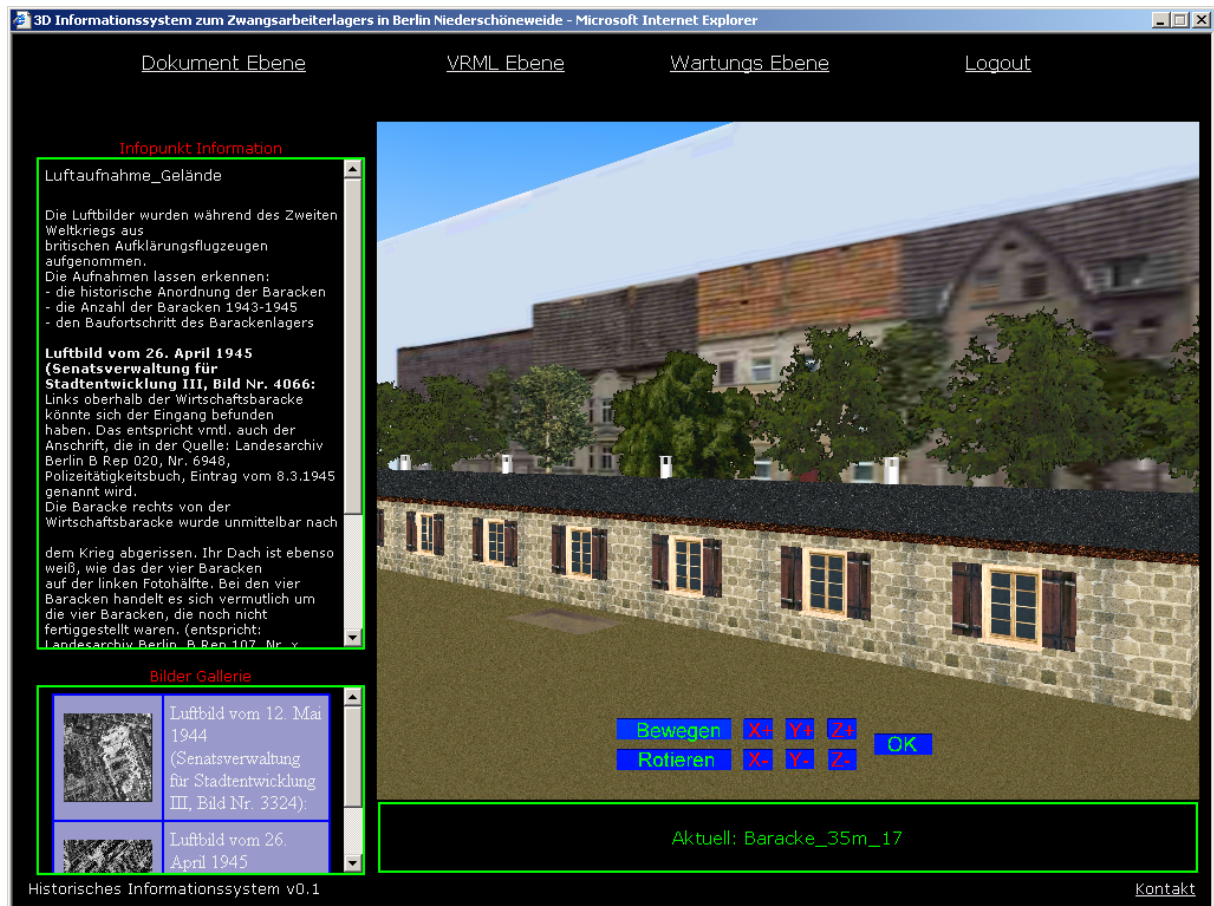 3D Informationssystem zum Zwangsarbeiterlagers in Berlin Niederschöneweide - Microsoft Internet Explorer
Dokument Ebene VRML Ebene Wartungs Ebene Logout
Infopunkt Information
Luftaufnahme_Gelände
Die Luftbilder wurden während des Zweiten
Weltkriegs aus
britischen Aufklärungsflugzeugen
aufgenommen.
Die Aufnahmen lassen erkennen:
- die historische Anordnung der Baracken
- die Anzahl der Baracken 1943-1945
- den Baufortschritt des Barackenlagers
Luftbild vom 26. April 1945
(Senatsverwaltung für
Stadtentwicklung III, Bild Nr. 4066:
Links oberhalb der Wirtschaftsbaracke
könnte sich der Eingang befunden
haben. Das entspricht vmtl. auch der
Anschrift, die in der Quelle: Landesarchiv
Berlin B Rep 020, Nr. 6948,
Polizeitätigkeitsbuch, Eintrag vom 8.3.1945
genannt wird.
Die Baracke rechts von der
Wirtschaftsbaracke wurde unmittelbar nach
dem Krieg abgerissen. Ihr Dach ist ebenso
weiß, wie das der vier Baracken
auf der linken Fotohälfte. Bei den vier
Baracken handelt es sich vermutlich um
die vier Baracken, die noch nicht
fertiggestellt waren. (entspricht:
Landesarchiv Berlin, B Rep 107, Nr. x
Bilder Gallerie
Luftbild vom 12. Mai
1944
(Senatsverwaltung
für Stadtentwicklung
III, Bild Nr. 3324):
Luftbild vom 26.
April 1945
Bewegen X+ Y+ Z+
Rotieren X- Y- Z-
OK
Aktuell: Baracke_35m_17
Historisches Informationssystem v0.1
Kontakt